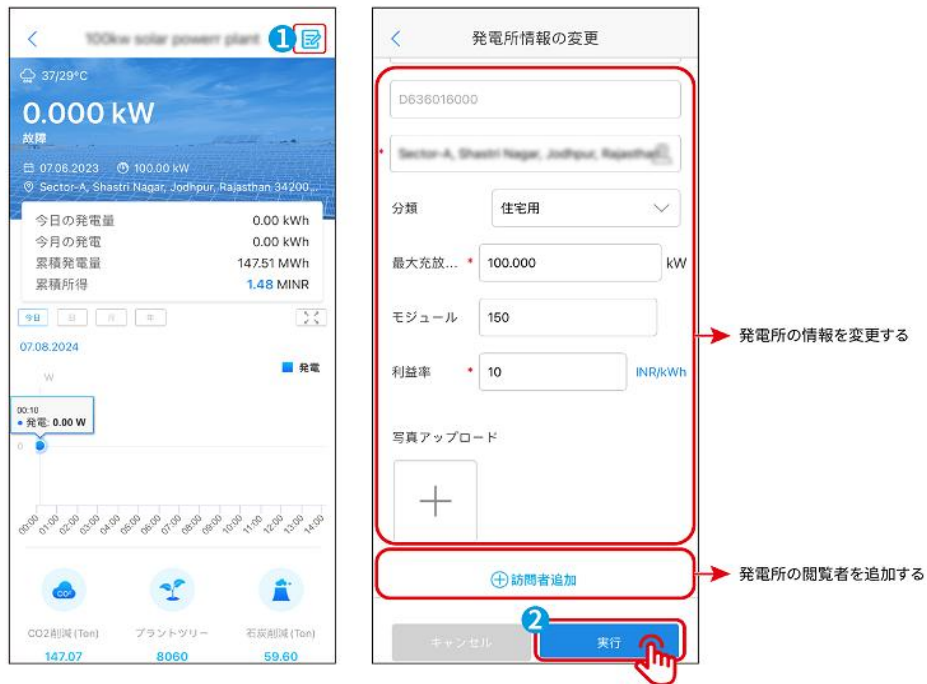 1
37/29°C
0.000 kW
故障
07.06.2023 100.00 kW
Sector-A, Shastri Nagar, Jodhpur, Rajasthan 34200...
今日の発電量 0.00 kWh
今月の発電 0.00 kWh
累積発電量 147.51 MWh
累積所得 1.48 MINR
今日 日 月 年
07.08.2024
W
発電
00:10
発電: 0.00 W
0
00:00 01:00 02:00 03:00 04:00 05:00 06:00 07:00 08:00 09:00 10:00 11:00 12:00 13:00 14:00
CO2
CO2削減(Ton) プラントツリー 石炭削減(Ton)
147.07 8060 59.60
発電所情報の変更
D636016000
*
分類 住宅用
最大充放... * 100.000 kW
モジュール 150
利益率 * 10 INR/kWh
写真アップロード
訪問者追加
2
キャンセル 実行
発電所の情報を変更する
発電所の閲覧者を追加する